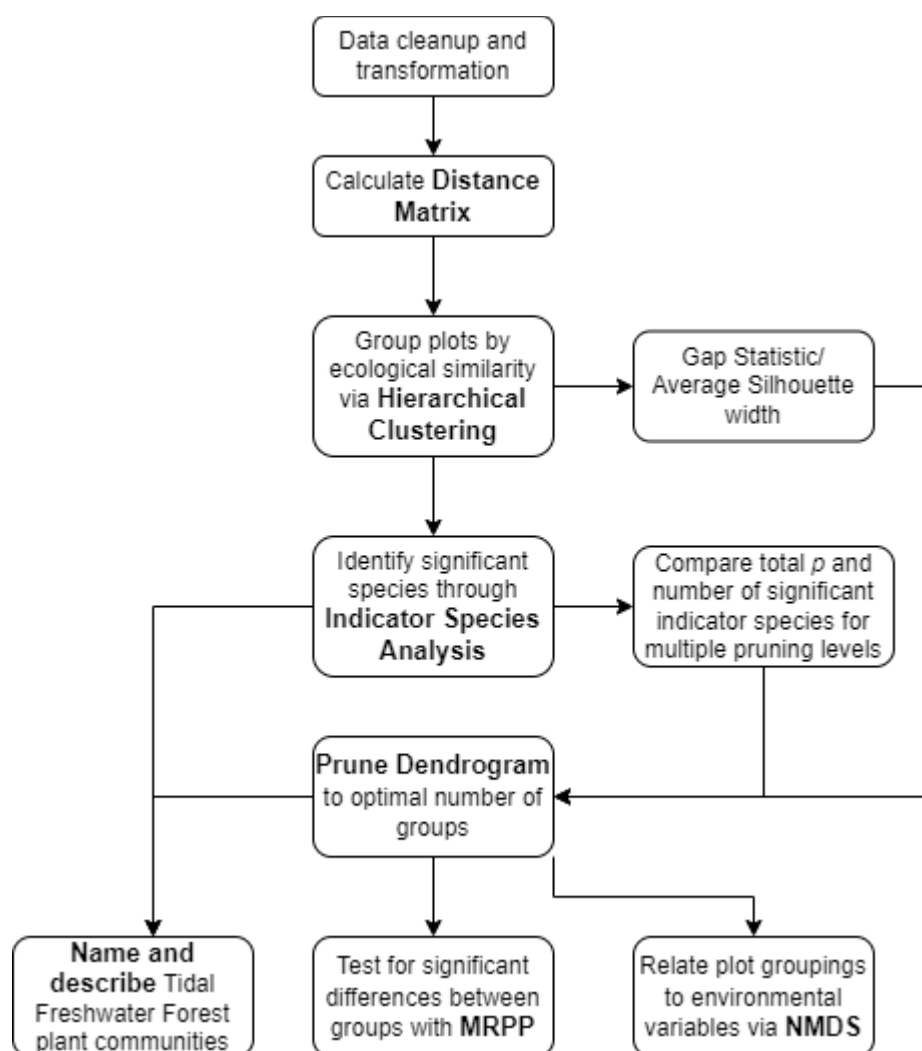 Data cleanup and
transformation
Calculate Distance
Matrix
Group plots by
ecological similarity
via Hierarchical
Clustering
Gap Statistic/
Average Silhouette
width
Identify significant
species through
Indicator Species
Analysis
Compare total p and
number of significant
indicator species for
multiple pruning levels
Prune Dendrogram
to optimal number of
groups
Name and
describe Tidal
Freshwater Forest
plant communities
Test for significant
differences between
groups with MRPP
Relate plot groupings
to environmental
variables via NMDS